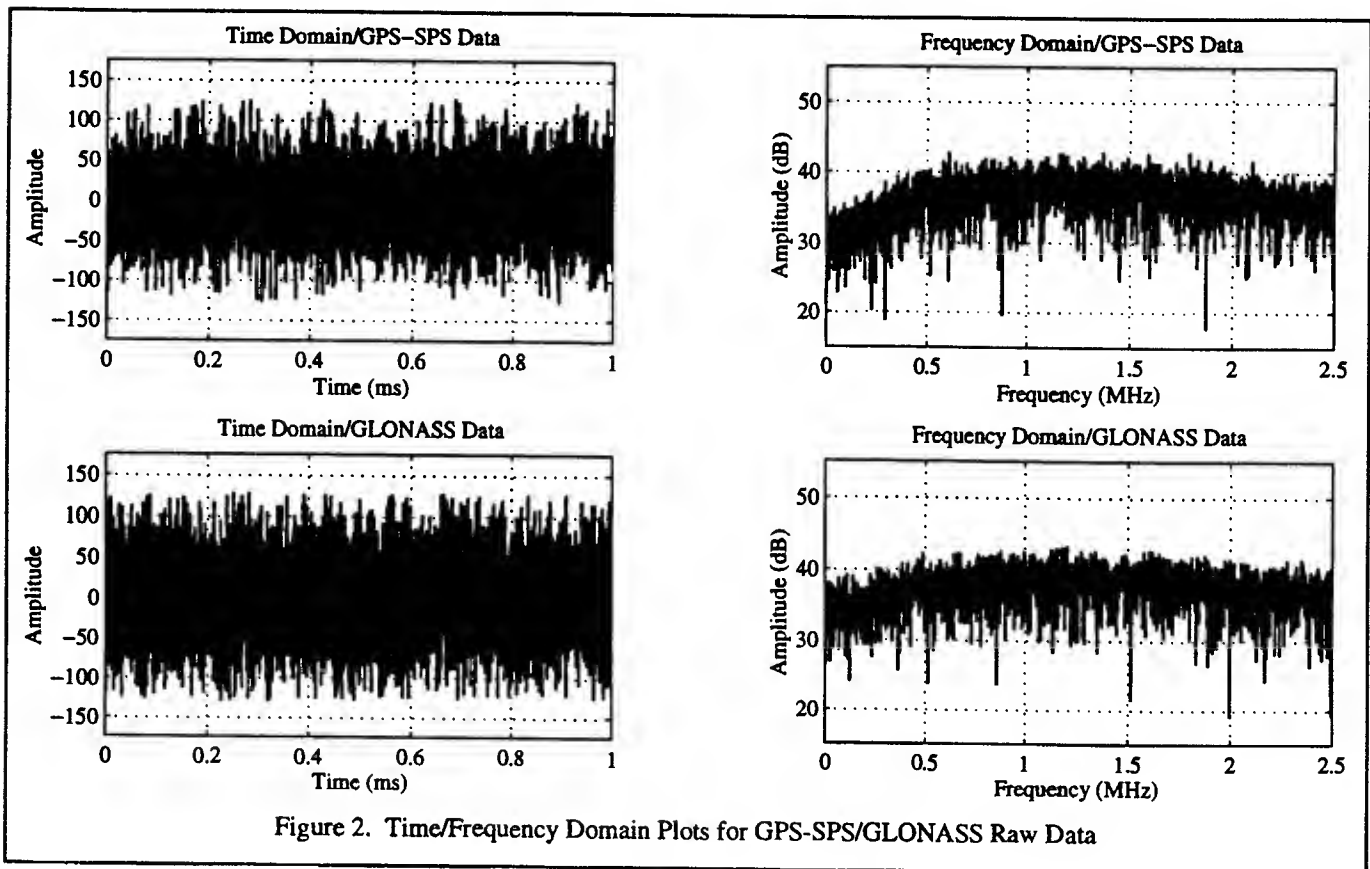 Time Domain/GPS–SPS Data
150
100
50
0
–50
–100
–150
Amplitude
0 0.2 0.4 0.6 0.8 1
Time (ms)
Frequency Domain/GPS–SPS Data
50
40
30
20
Amplitude (dB)
0 0.5 1 1.5 2 2.5
Frequency (MHz)
Time Domain/GLONASS Data
150
100
50
0
–50
–100
–150
Amplitude
0 0.2 0.4 0.6 0.8 1
Time (ms)
Frequency Domain/GLONASS Data
50
40
30
20
Amplitude (dB)
0 0.5 1 1.5 2 2.5
Frequency (MHz)
Figure 2. Time/Frequency Domain Plots for GPS-SPS/GLONASS Raw Data